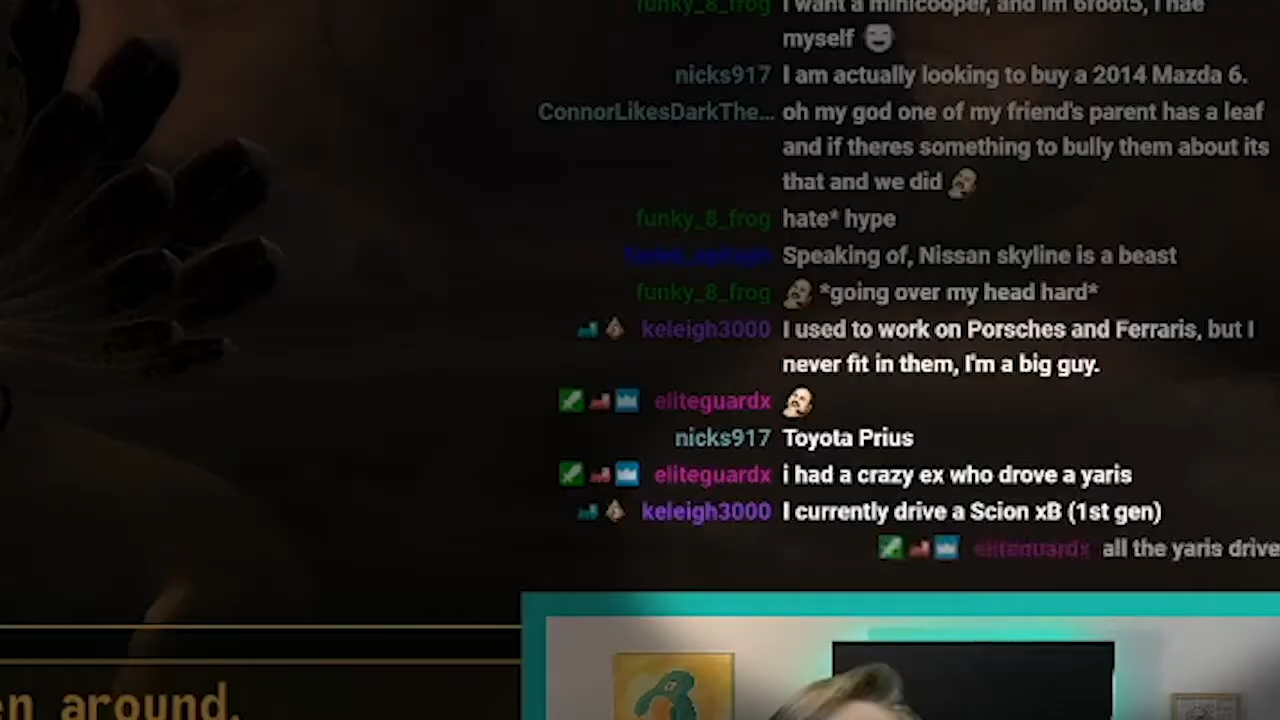 funky_8_frog I want a minicooper, and im 6foot5, I hae
myself
nicks917 I am actually looking to buy a 2014 Mazda 6.
ConnorLikesDarkThe... oh my god one of my friend's parent has a leaf
and if theres something to bully them about its
that and we did
funky_8_frog hate* hype
Speaking of, Nissan skyline is a beast
funky_8_frog *going over my head hard*
keleigh3000 I used to work on Porsches and Ferraris, but I
never fit in them, I'm a big guy.
eliteguardx
nicks917 Toyota Prius
eliteguardx i had a crazy ex who drove a yaris
keleigh3000 I currently drive a Scion xB (1st gen)
eliteguardx all the yaris drive
en around.